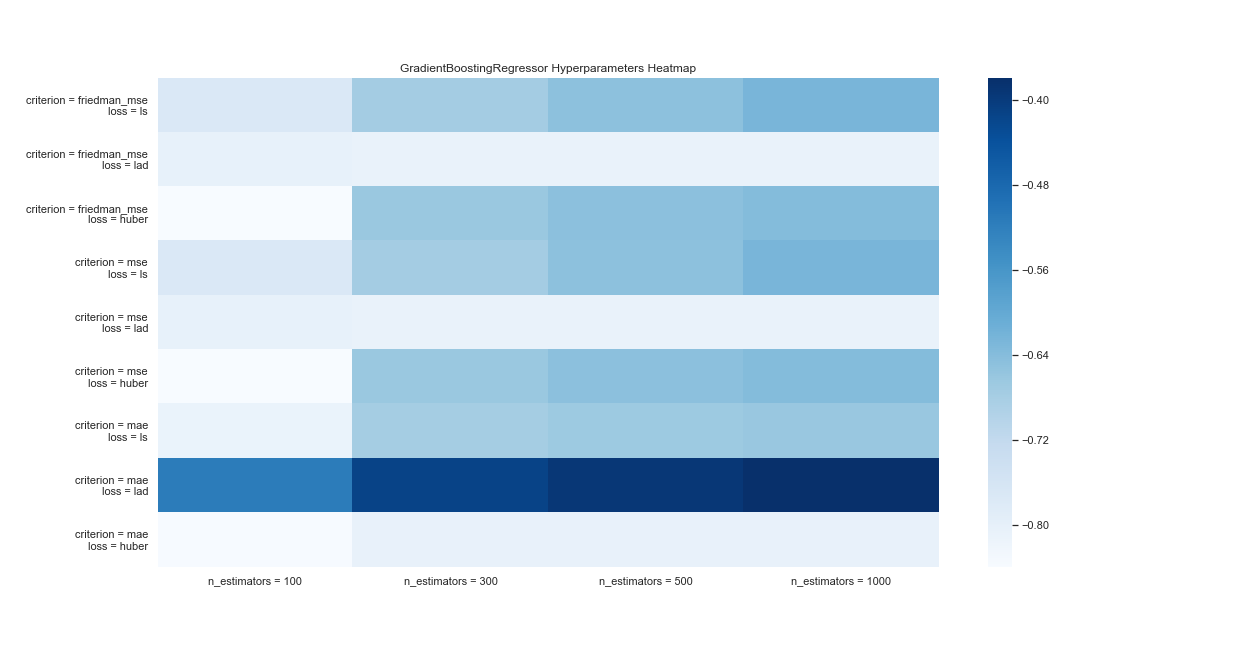 GradientBoostingRegressor Hyperparameters Heatmap
criterion = friedman_mse
loss = ls
criterion = friedman_mse
loss = lad
criterion = friedman_mse
loss = huber
criterion = mse
loss = ls
criterion = mse
loss = lad
criterion = mse
loss = huber
criterion = mae
loss = ls
criterion = mae
loss = lad
criterion = mae
loss = huber
n_estimators = 100
n_estimators = 300
n_estimators = 500
n_estimators = 1000
−0.40
−0.48
−0.56
−0.64
−0.72
−0.80